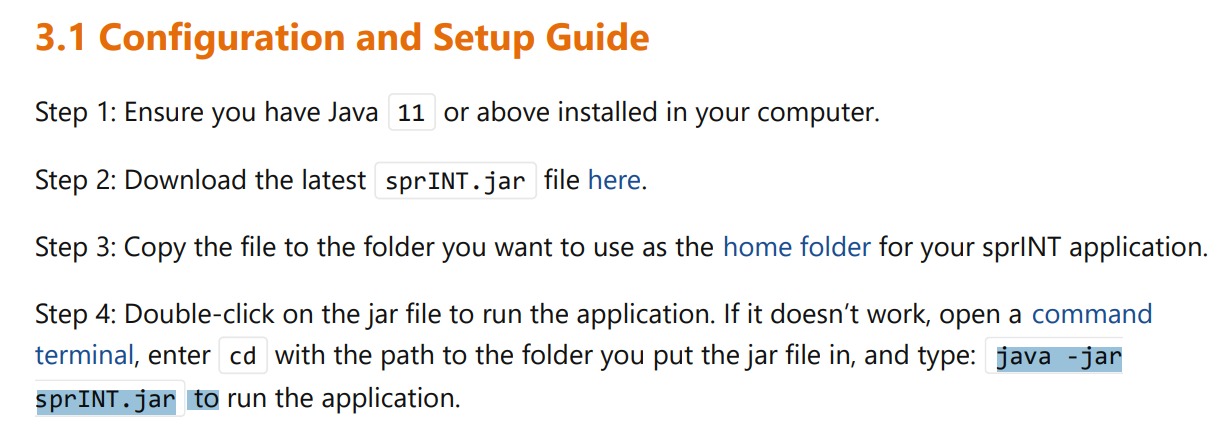 3.1 Configuration and Setup Guide
Step 1: Ensure you have Java 11 or above installed in your computer.
Step 2: Download the latest sprINT.jar file here.
Step 3: Copy the file to the folder you want to use as the home folder for your sprINT application.
Step 4: Double-click on the jar file to run the application. If it doesn’t work, open a command
terminal, enter cd with the path to the folder you put the jar file in, and type: java -jar
sprINT.jar to run the application.